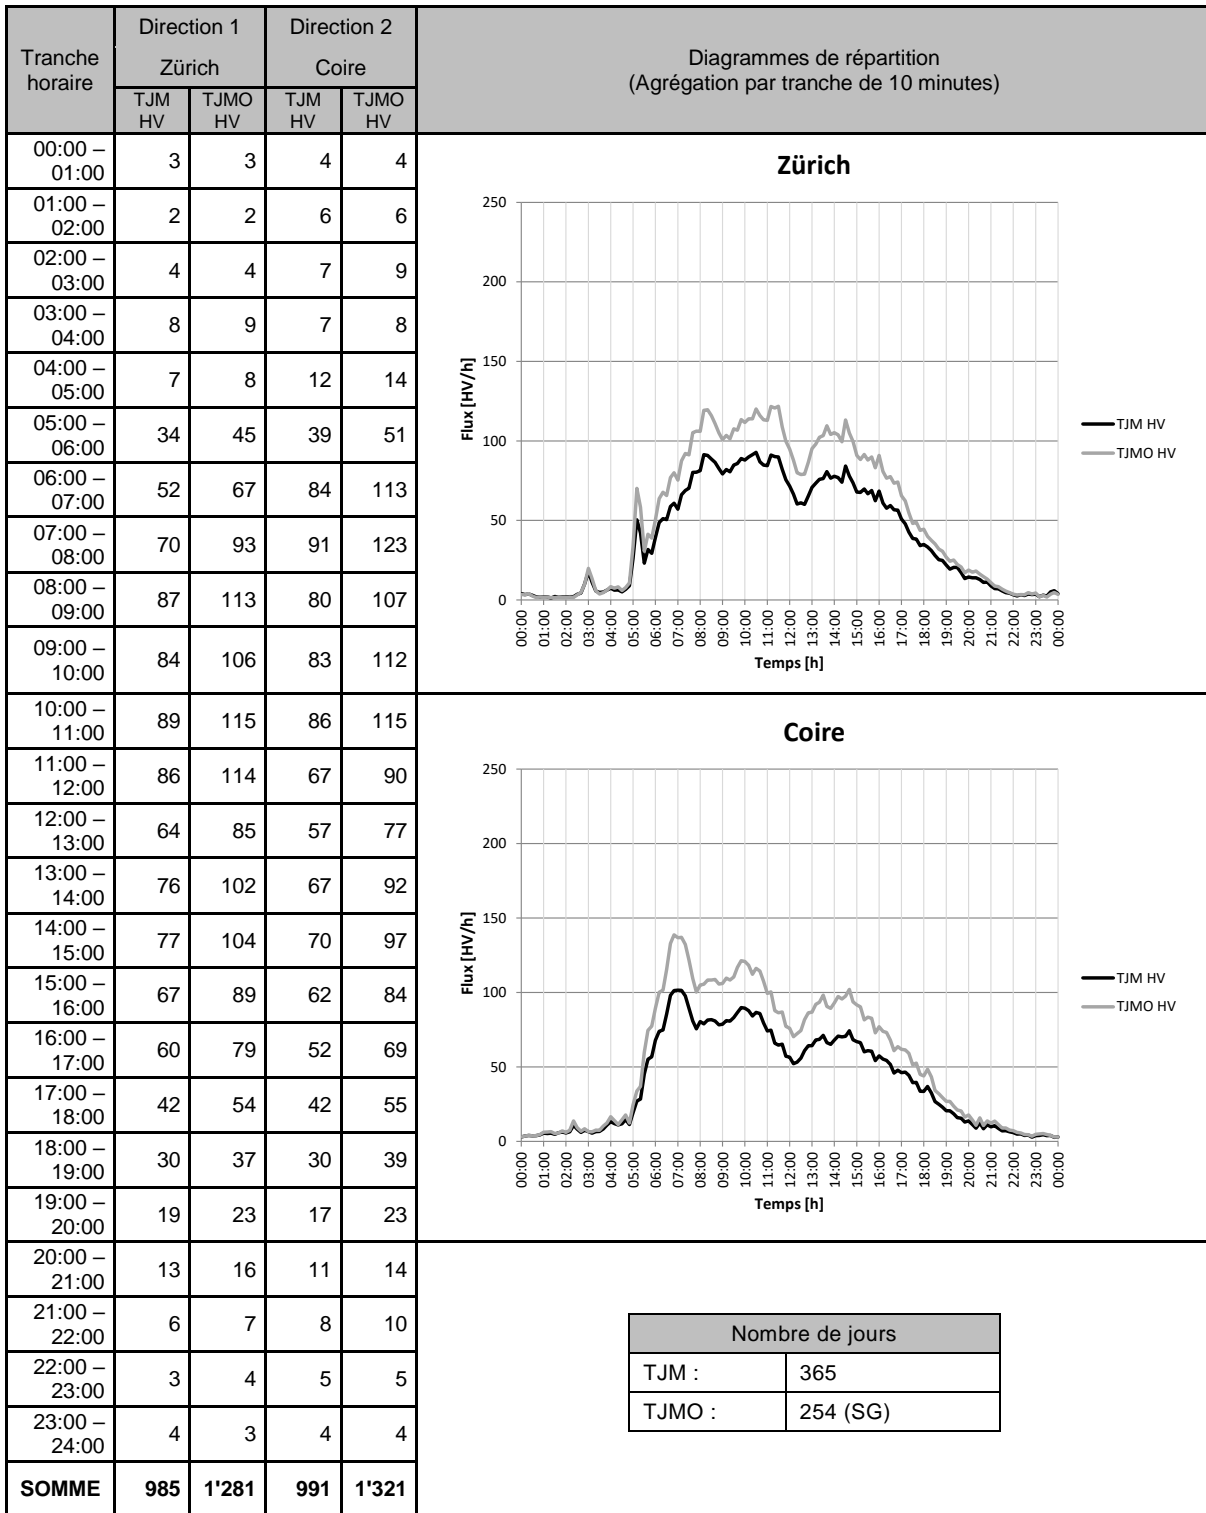 Tranche horaire
Direction 1
Direction 2
Diagrammes de répartition
(Agrégation par tranche de 10 minutes)
Zürich
Coire
TJM HV
TJMO HV
TJM HV
TJMO HV
00:00 – 01:00 3 3 4 4
01:00 – 02:00 2 2 6 6
02:00 – 03:00 4 4 7 9
03:00 – 04:00 8 9 7 8
04:00 – 05:00 7 8 12 14
05:00 – 06:00 34 45 39 51
06:00 – 07:00 52 67 84 113
07:00 – 08:00 70 93 91 123
08:00 – 09:00 87 113 80 107
09:00 – 10:00 84 106 83 112
10:00 – 11:00 89 115 86 115
11:00 – 12:00 86 114 67 90
12:00 – 13:00 64 85 57 77
13:00 – 14:00 76 102 67 92
14:00 – 15:00 77 104 70 97
15:00 – 16:00 67 89 62 84
16:00 – 17:00 60 79 52 69
17:00 – 18:00 42 54 42 55
18:00 – 19:00 30 37 30 39
19:00 – 20:00 19 23 17 23
20:00 – 21:00 13 16 11 14
21:00 – 22:00 6 7 8 10
22:00 – 23:00 3 4 5 5
23:00 – 24:00 4 3 4 4
SOMME 985 1'281 991 1'321
Zürich
250
200
150
100
50
0
Flux [HV/h]
00:00 01:00 02:00 03:00 04:00 05:00 06:00 07:00 08:00 09:00 10:00 11:00 12:00 13:00 14:00 15:00 16:00 17:00 18:00 19:00 20:00 21:00 22:00 23:00 00:00
Temps [h]
TJM HV
TJMO HV
Coire
250
200
150
100
50
0
Flux [HV/h]
00:00 01:00 02:00 03:00 04:00 05:00 06:00 07:00 08:00 09:00 10:00 11:00 12:00 13:00 14:00 15:00 16:00 17:00 18:00 19:00 20:00 21:00 22:00 23:00 00:00
Temps [h]
TJM HV
TJMO HV
Nombre de jours
TJM : 365
TJMO : 254 (SG)